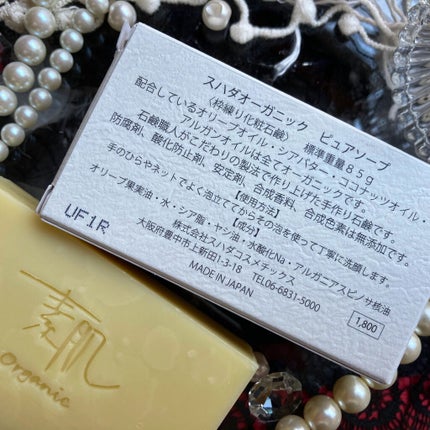 スハダオーガニック ピュアソープ
(枠練り化粧石鹸) 標準重量85g
配合しているオリーブオイル・シアバター・ココナッツオイル・
アルガンオイルは全てオーガニックです。
石鹸職人がこだわりの製法で作り上げた手作り石鹸です。
防腐剤、酸化防止剤、安定剤、合成香料、合成色素は無添加です。
【使用方法】
手のひらやネットでよく泡立ててからその泡を使って丁寧に洗顔します。
【成分】
オリーブ果実油・水・シア脂・ヤシ油・水酸化Na・アルガニアスピノサ核油
株式会社スハダコスメチックス
大阪府豊中市上新田1-3-18 TEL06-6831-5000
MADE IN JAPAN
1,800
UF1R
素肌
organic